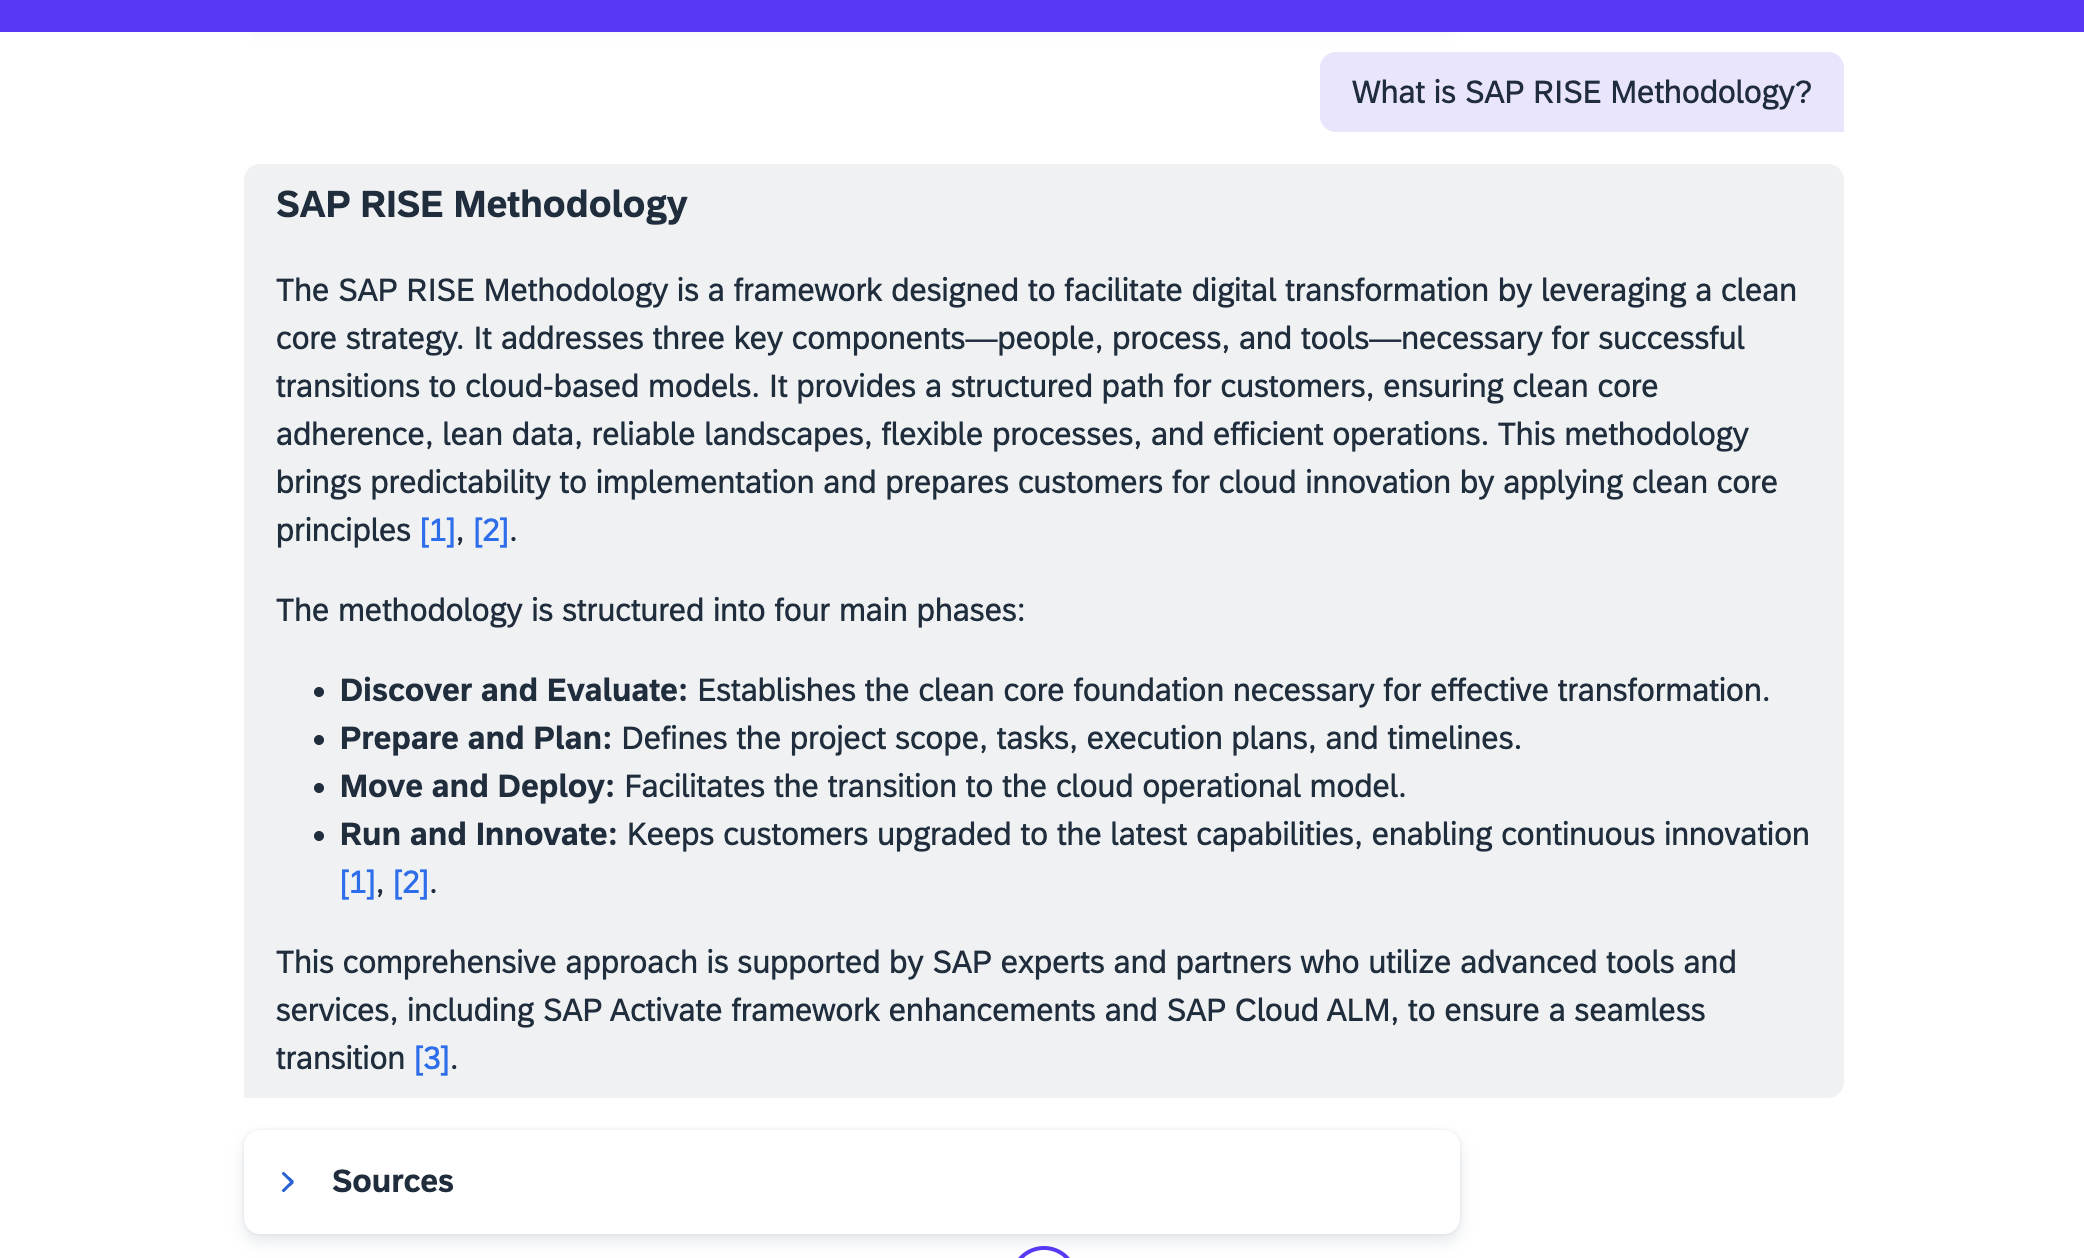 What is SAP RISE Methodology?
SAP RISE Methodology
The SAP RISE Methodology is a framework designed to facilitate digital transformation by leveraging a clean
core strategy. It addresses three key components—people, process, and tools—necessary for successful
transitions to cloud-based models. It provides a structured path for customers, ensuring clean core
adherence, lean data, reliable landscapes, flexible processes, and efficient operations. This methodology
brings predictability to implementation and prepares customers for cloud innovation by applying clean core
principles [1], [2].
The methodology is structured into four main phases:
• Discover and Evaluate: Establishes the clean core foundation necessary for effective transformation.
• Prepare and Plan: Defines the project scope, tasks, execution plans, and timelines.
• Move and Deploy: Facilitates the transition to the cloud operational model.
• Run and Innovate: Keeps customers upgraded to the latest capabilities, enabling continuous innovation
[1], [2].
This comprehensive approach is supported by SAP experts and partners who utilize advanced tools and
services, including SAP Activate framework enhancements and SAP Cloud ALM, to ensure a seamless
transition [3].
Sources